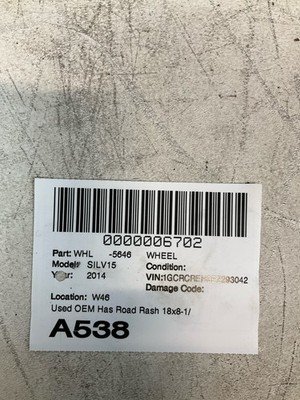 0000006702
Part: WHL -5646 WHEEL
Model: SILV15 Condition:
Year: 2014
Damage Code:
Location: W46
Used OEM Has Road Rash 18x8-1/
A538